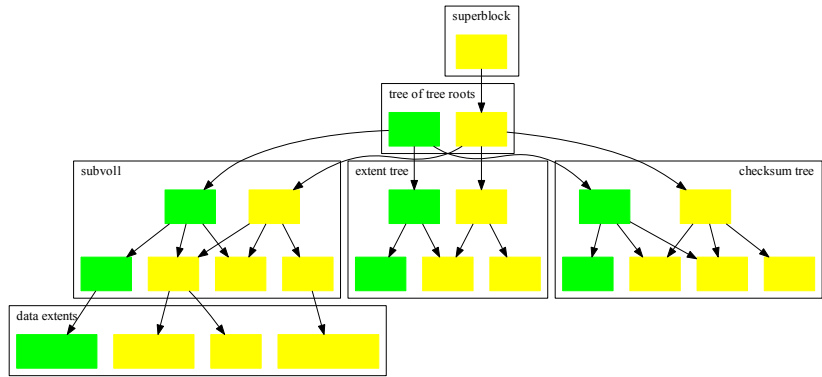 superblock
tree of tree roots
subvol1
extent tree
checksum tree
data extents